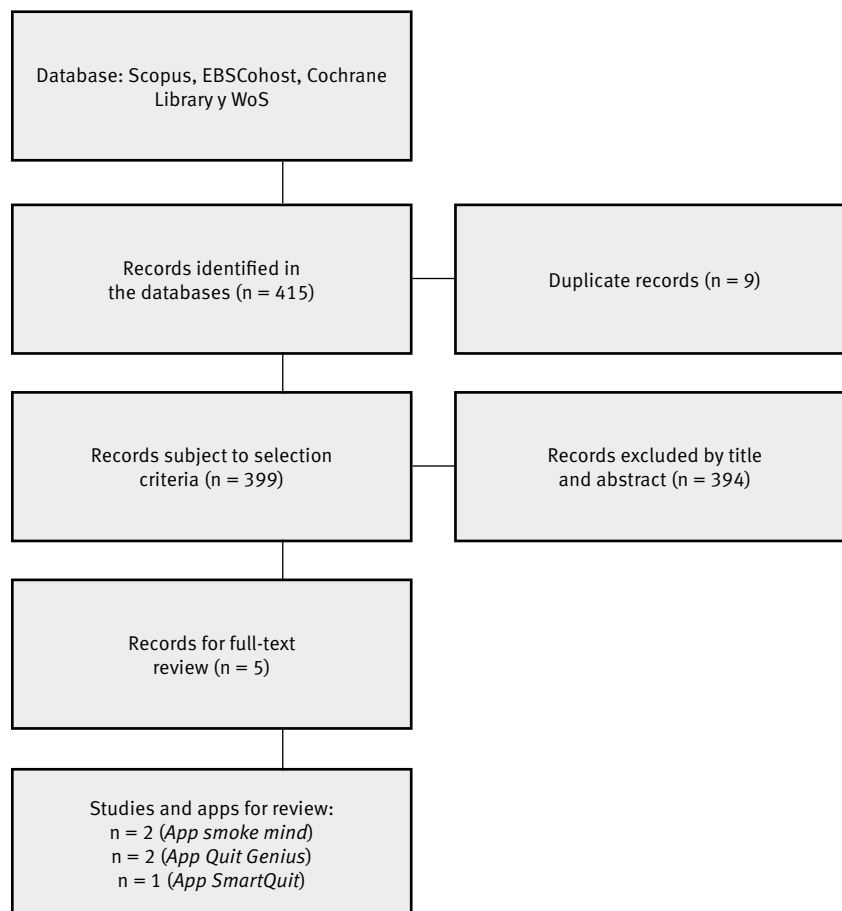 Database: Scopus, EBSCohost, Cochrane
Library y WoS
Records identified in
the databases (n = 415)
Duplicate records (n = 9)
Records subject to selection
criteria (n = 399)
Records excluded by title
and abstract (n = 394)
Records for full-text
review (n = 5)
Studies and apps for review:
n = 2 (App smoke mind)
n = 2 (App Quit Genius)
n = 1 (App SmartQuit)